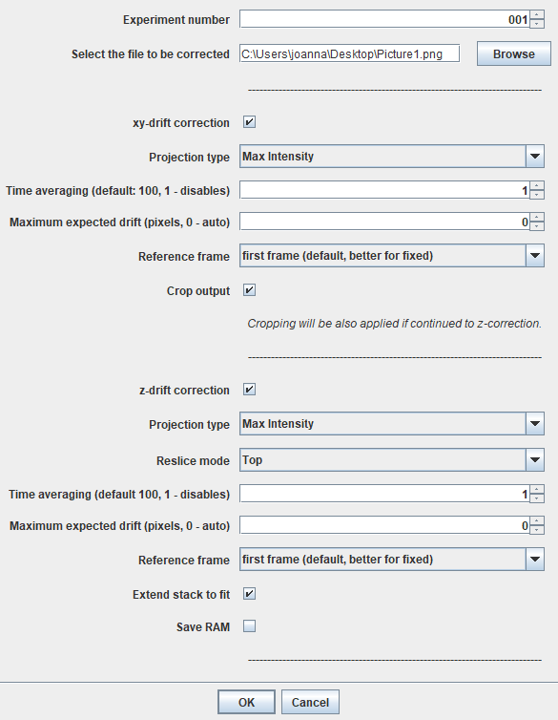 Experiment number 001
Select the file to be corrected C:\Users\joanna\Desktop\Picture1.png Browse
xy-drift correction
Projection type Max Intensity
Time averaging (default: 100, 1 - disables) 1
Maximum expected drift (pixels, 0 - auto) 0
Reference frame first frame (default, better for fixed)
Crop output
Cropping will be also applied if continued to z-correction.
z-drift correction
Projection type Max Intensity
Reslice mode Top
Time averaging (default 100, 1 - disables) 1
Maximum expected drift (pixels, 0 - auto) 0
Reference frame first frame (default, better for fixed)
Extend stack to fit
Save RAM
OK Cancel